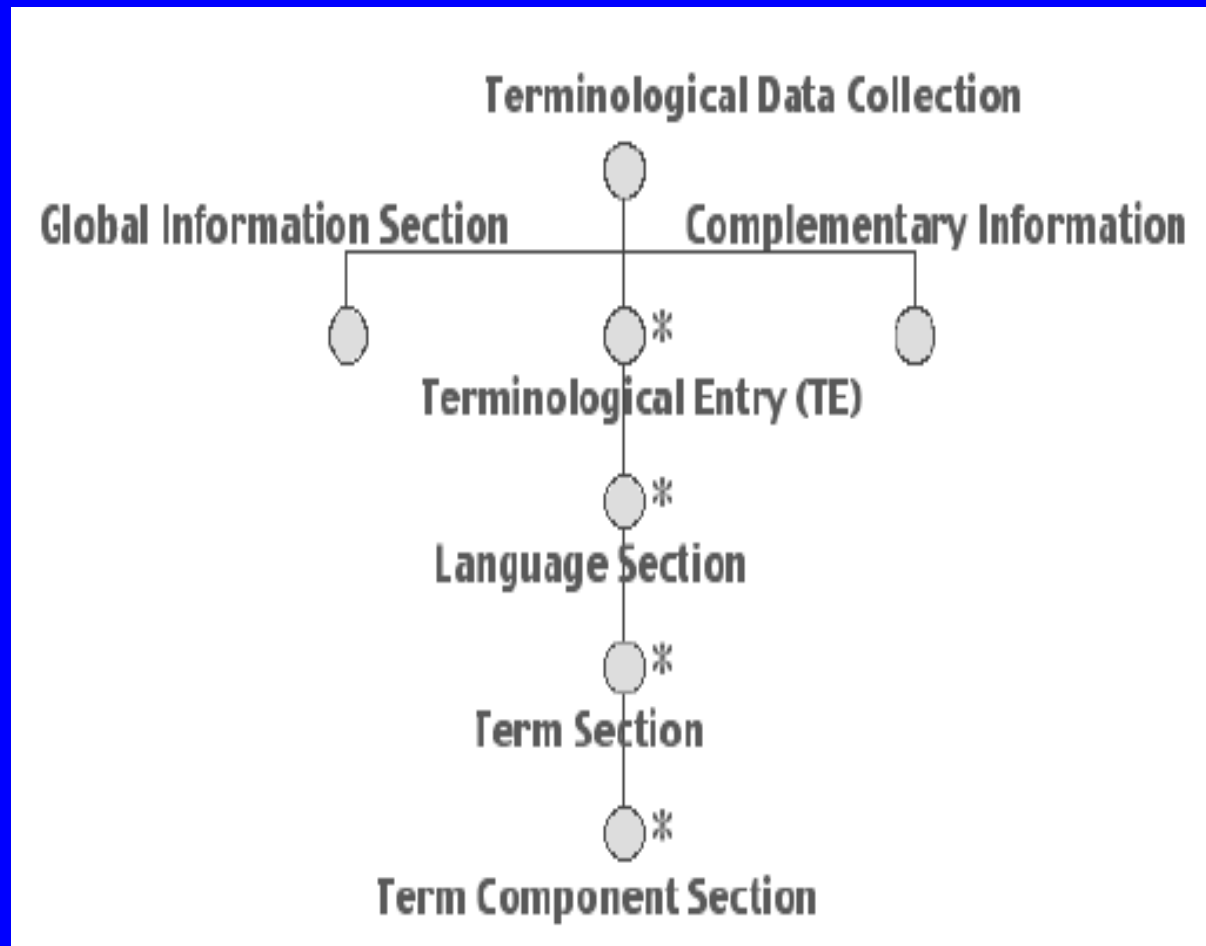 Terminological Data Collection
Global Information Section
Complementary Information
*
Terminological Entry (TE)
*
Language Section
*
Term Section
*
Term Component Section